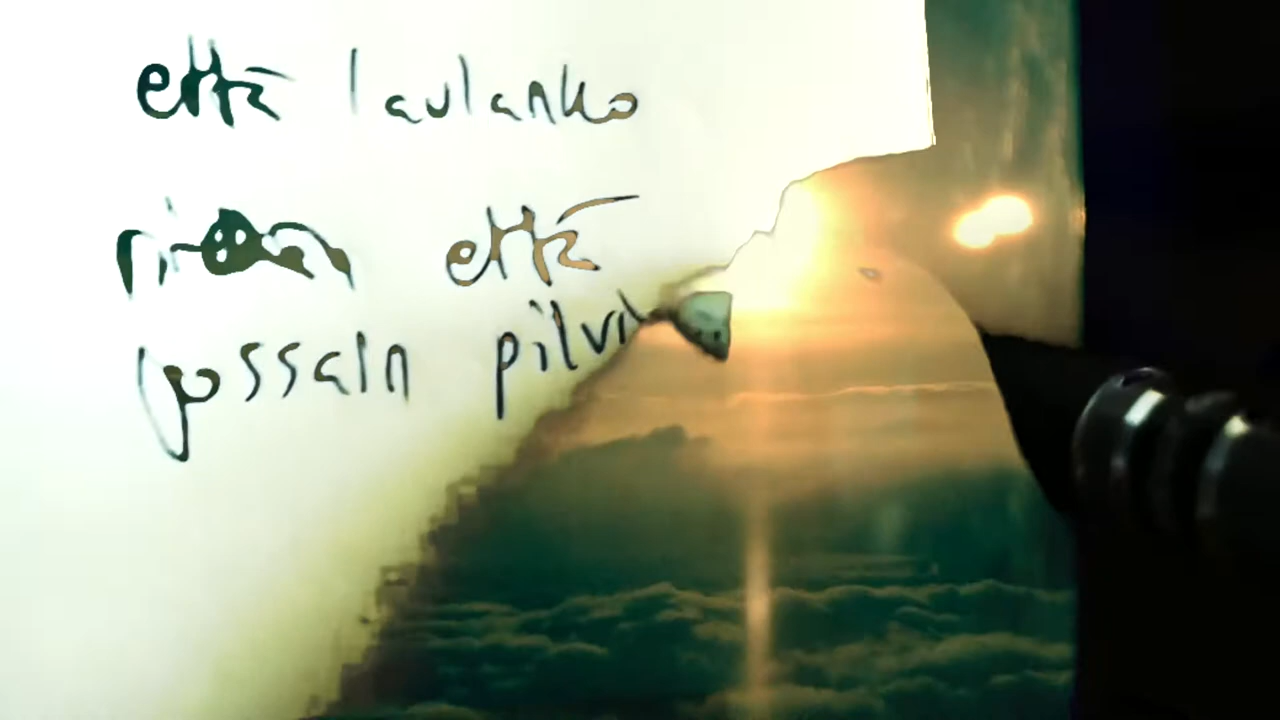 että laulanko
että
jossain pilvi